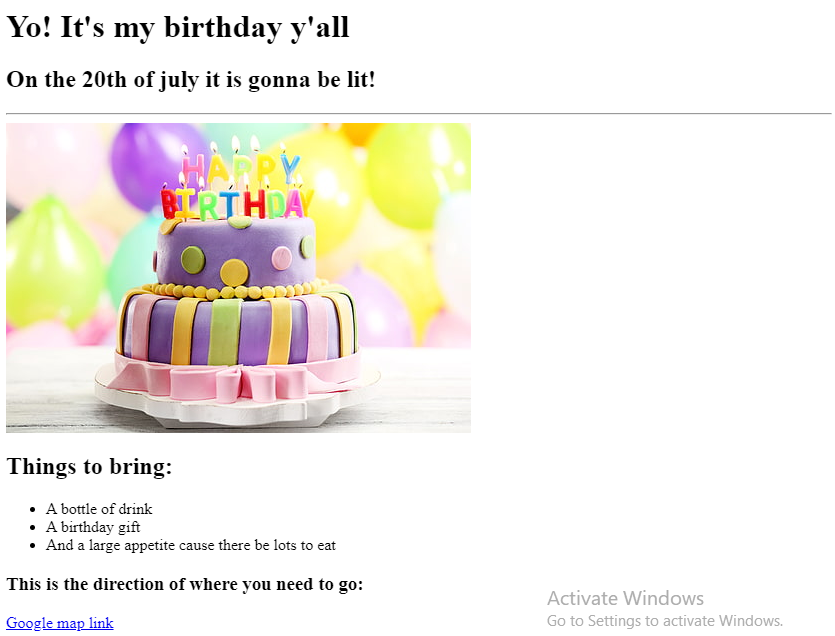 Yo! It's my birthday y'all
On the 20th of july it is gonna be lit!
HAPPY
BIRTHDAY
Things to bring:
A bottle of drink
A birthday gift
And a large appetite cause there be lots to eat
This is the direction of where you need to go:
Google map link
Activate Windows
Go to Settings to activate Windows.